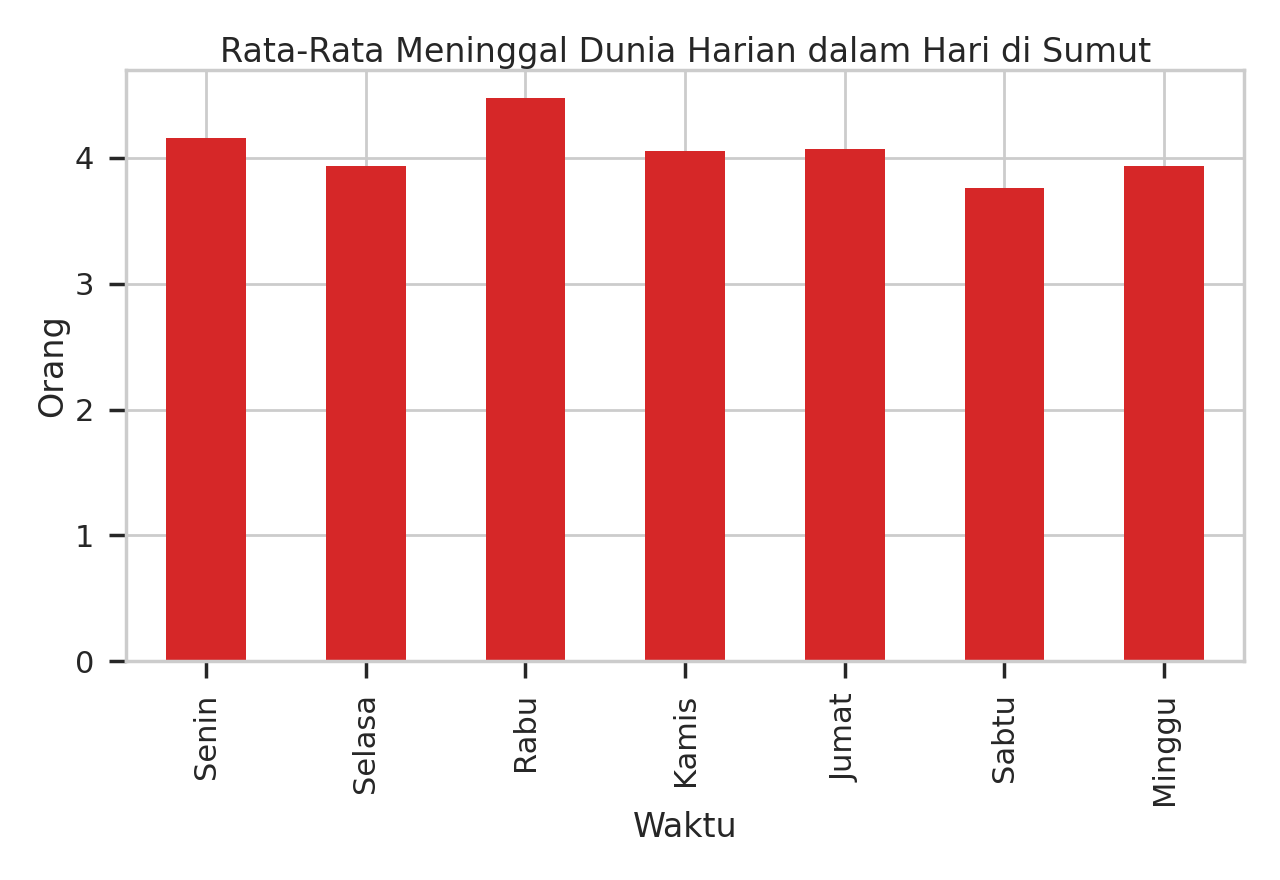 Rata-Rata Meninggal Dunia Harian dalam Hari di Sumut
Orang
4
3
2
1
0
Senin
Selasa
Rabu
Kamis
Jumat
Sabtu
Minggu
Waktu